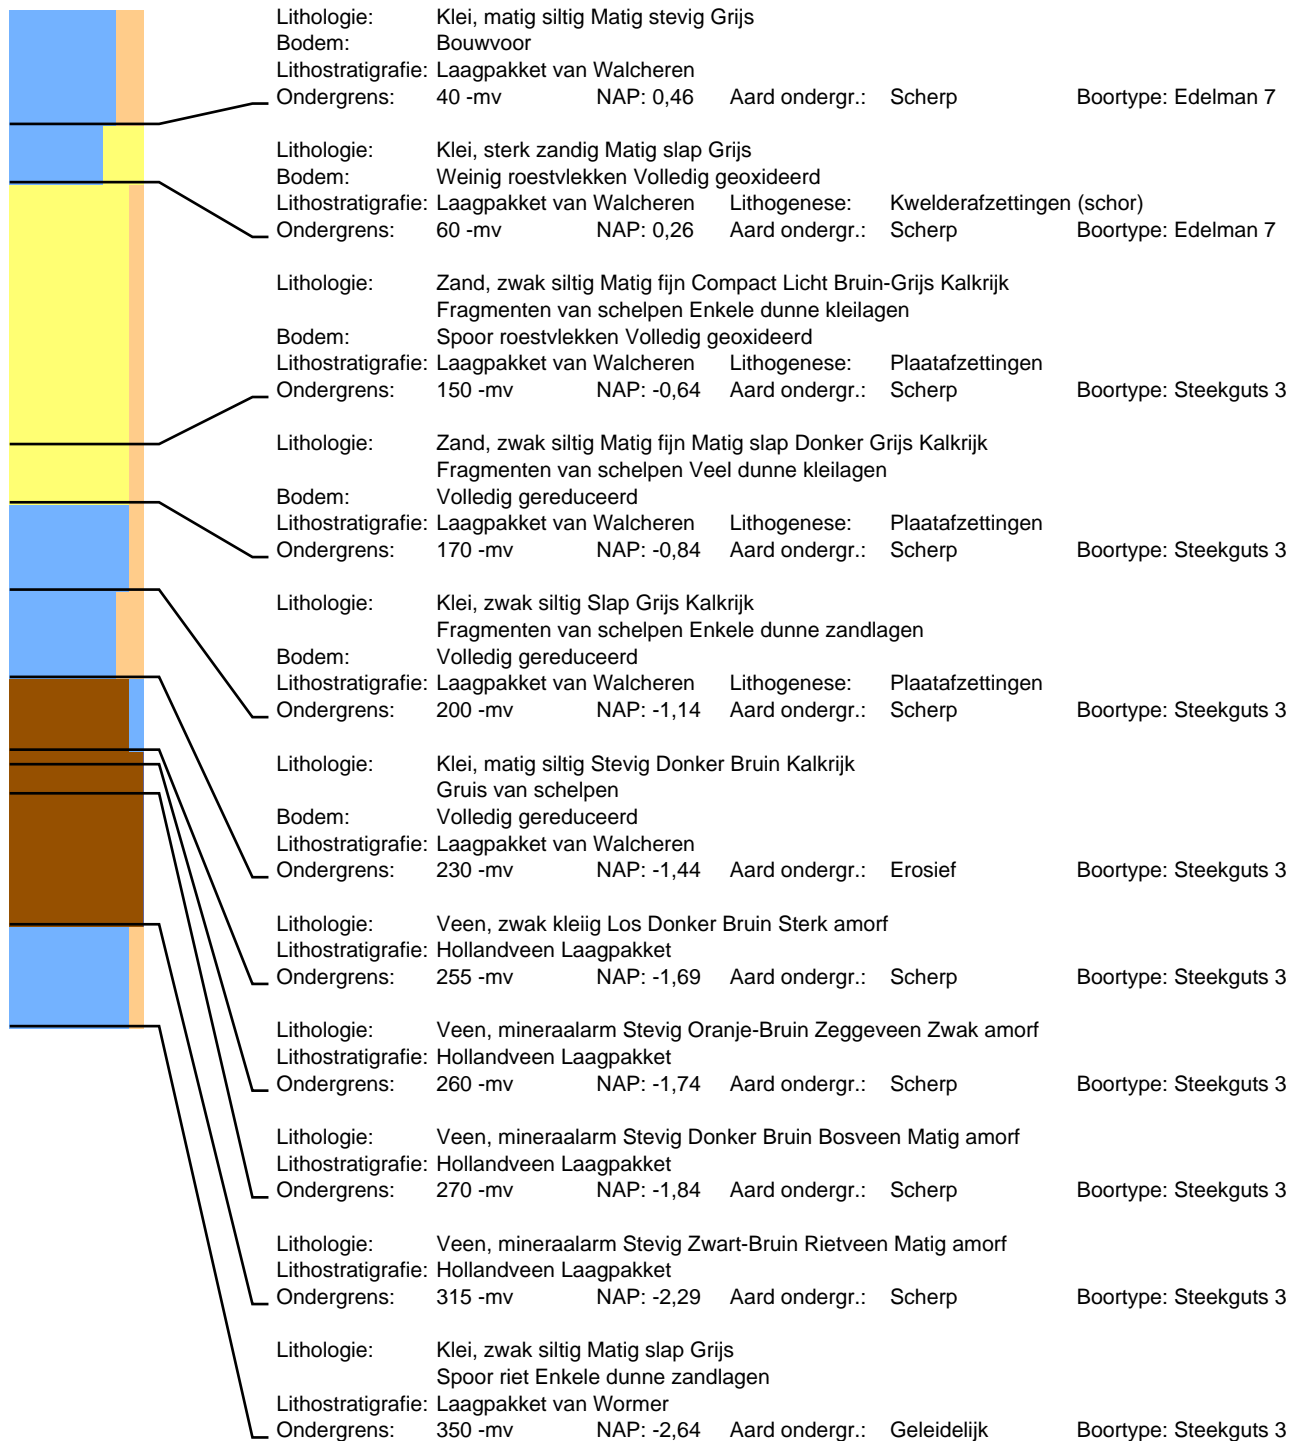 Lithologie: Klei, matig siltig Matig stevig Grijs
Bodem: Bouwvoor
Lithostratigrafie: Laagpakket van Walcheren
Ondergrens: 40 -mv NAP: 0,46 Aard ondergr.: Scherp Boortype: Edelman 7
Lithologie: Klei, sterk zandig Matig slap Grijs
Bodem: Weinig roestvlekken Volledig geoxideerd
Lithostratigrafie: Laagpakket van Walcheren Lithogenese: Kwelderafzettingen (schor)
Ondergrens: 60 -mv NAP: 0,26 Aard ondergr.: Scherp Boortype: Edelman 7
Lithologie: Zand, zwak siltig Matig fijn Compact Licht Bruin-Grijs Kalkrijk
Fragmenten van schelpen Enkele dunne kleilagen
Bodem: Spoor roestvlekken Volledig geoxideerd
Lithostratigrafie: Laagpakket van Walcheren Lithogenese: Plaatafzettingen
Ondergrens: 150 -mv NAP: -0,64 Aard ondergr.: Scherp Boortype: Steekguts 3
Lithologie: Zand, zwak siltig Matig fijn Matig slap Donker Grijs Kalkrijk
Fragmenten van schelpen Veel dunne kleilagen
Bodem: Volledig gereduceerd
Lithostratigrafie: Laagpakket van Walcheren Lithogenese: Plaatafzettingen
Ondergrens: 170 -mv NAP: -0,84 Aard ondergr.: Scherp Boortype: Steekguts 3
Lithologie: Klei, zwak siltig Slap Grijs Kalkrijk
Fragmenten van schelpen Enkele dunne zandlagen
Bodem: Volledig gereduceerd
Lithostratigrafie: Laagpakket van Walcheren Lithogenese: Plaatafzettingen
Ondergrens: 200 -mv NAP: -1,14 Aard ondergr.: Scherp Boortype: Steekguts 3
Lithologie: Klei, matig siltig Stevig Donker Bruin Kalkrijk
Gruis van schelpen
Bodem: Volledig gereduceerd
Lithostratigrafie: Laagpakket van Walcheren
Ondergrens: 230 -mv NAP: -1,44 Aard ondergr.: Erosief Boortype: Steekguts 3
Lithologie: Veen, zwak kleiig Los Donker Bruin Sterk amorf
Lithostratigrafie: Hollandveen Laagpakket
Ondergrens: 255 -mv NAP: -1,69 Aard ondergr.: Scherp Boortype: Steekguts 3
Lithologie: Veen, mineraalarm Stevig Oranje-Bruin Zeggeveen Zwak amorf
Lithostratigrafie: Hollandveen Laagpakket
Ondergrens: 260 -mv NAP: -1,74 Aard ondergr.: Scherp Boortype: Steekguts 3
Lithologie: Veen, mineraalarm Stevig Donker Bruin Bosveen Matig amorf
Lithostratigrafie: Hollandveen Laagpakket
Ondergrens: 270 -mv NAP: -1,84 Aard ondergr.: Scherp Boortype: Steekguts 3
Lithologie: Veen, mineraalarm Stevig Zwart-Bruin Rietveen Matig amorf
Lithostratigrafie: Hollandveen Laagpakket
Ondergrens: 315 -mv NAP: -2,29 Aard ondergr.: Scherp Boortype: Steekguts 3
Lithologie: Klei, zwak siltig Matig slap Grijs
Spoor riet Enkele dunne zandlagen
Lithostratigrafie: Laagpakket van Wormer
Ondergrens: 350 -mv NAP: -2,64 Aard ondergr.: Geleidelijk Boortype: Steekguts 3